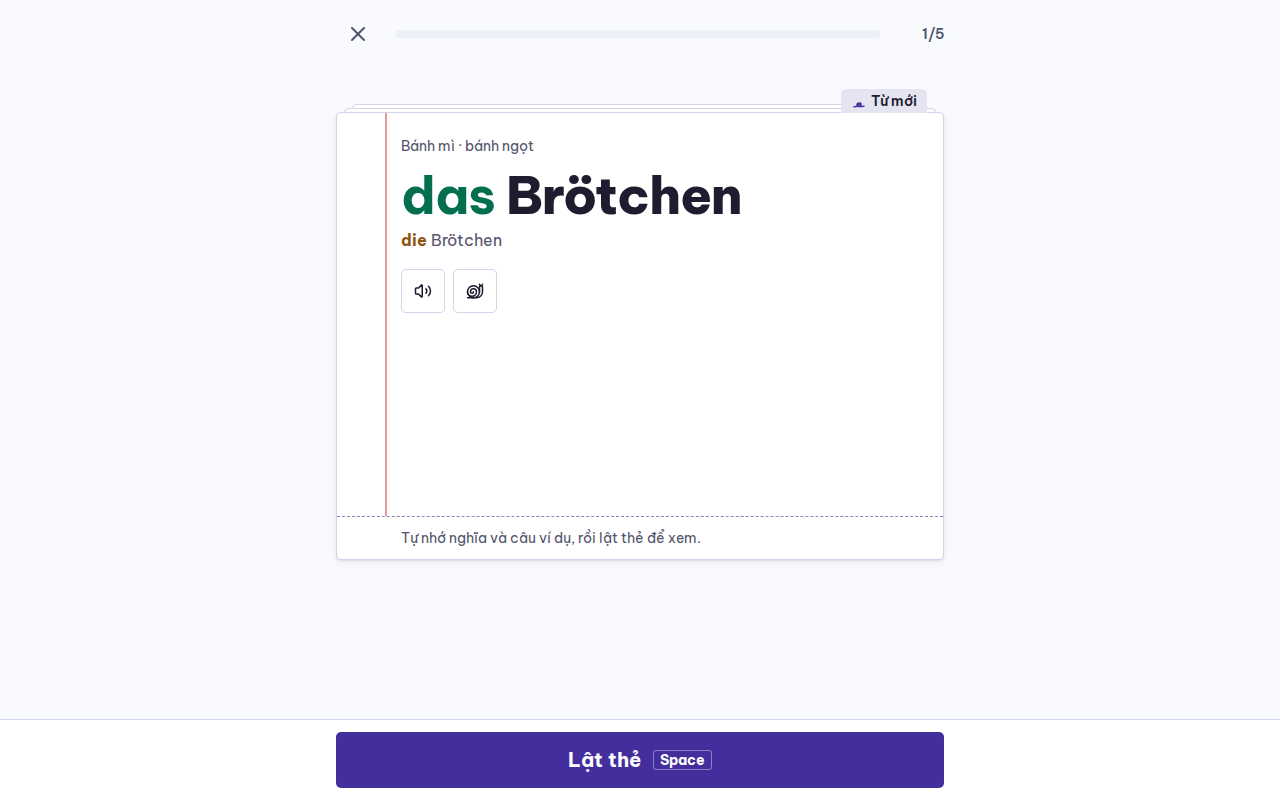 1/5
Từ mới
Bánh mì · bánh ngọt
das Brötchen
die Brötchen
Tự nhớ nghĩa và câu ví dụ, rồi lật thẻ để xem.
Lật thẻ Space